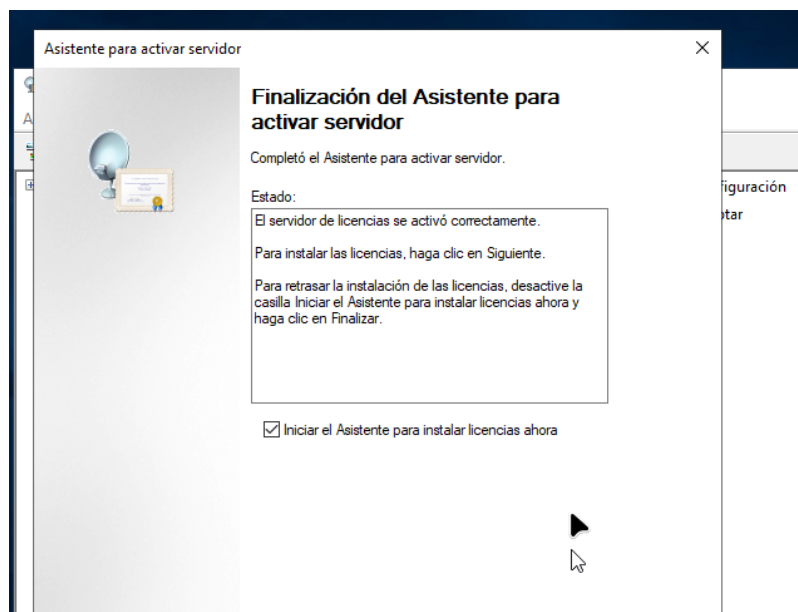 Asistente para activar servidor
Finalización del Asistente para
activar servidor
Completó el Asistente para activar servidor.
Estado:
El servidor de licencias se activó correctamente.
Para instalar las licencias, haga clic en Siguiente.
Para retrasar la instalación de las licencias, desactive la
casilla Iniciar el Asistente para instalar licencias ahora y
haga clic en Finalizar.
Iniciar el Asistente para instalar licencias ahora